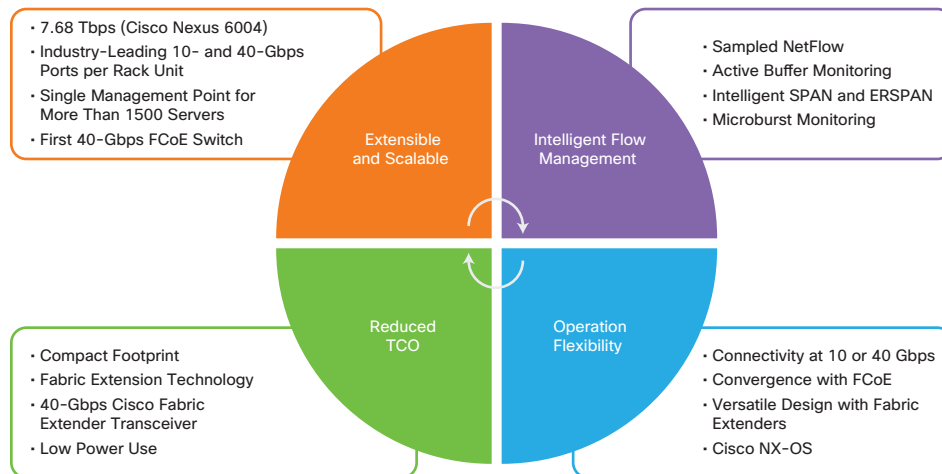 · 7.68 Tbps (Cisco Nexus 6004)
· Industry-Leading 10- and 40-Gbps
Ports per Rack Unit
· Single Management Point for
More Than 1500 Servers
· First 40-Gbps FCoE Switch
· Sampled NetFlow
· Active Buffer Monitoring
· Intelligent SPAN and ERSPAN
· Microburst Monitoring
Extensible
and Scalable
Intelligent Flow
Management
Reduced
TCO
Operation
Flexibility
· Compact Footprint
· Fabric Extension Technology
· 40-Gbps Cisco Fabric
Extender Transceiver
· Low Power Use
· Connectivity at 10 or 40 Gbps
· Convergence with FCoE
· Versatile Design with Fabric
Extenders
· Cisco NX-OS